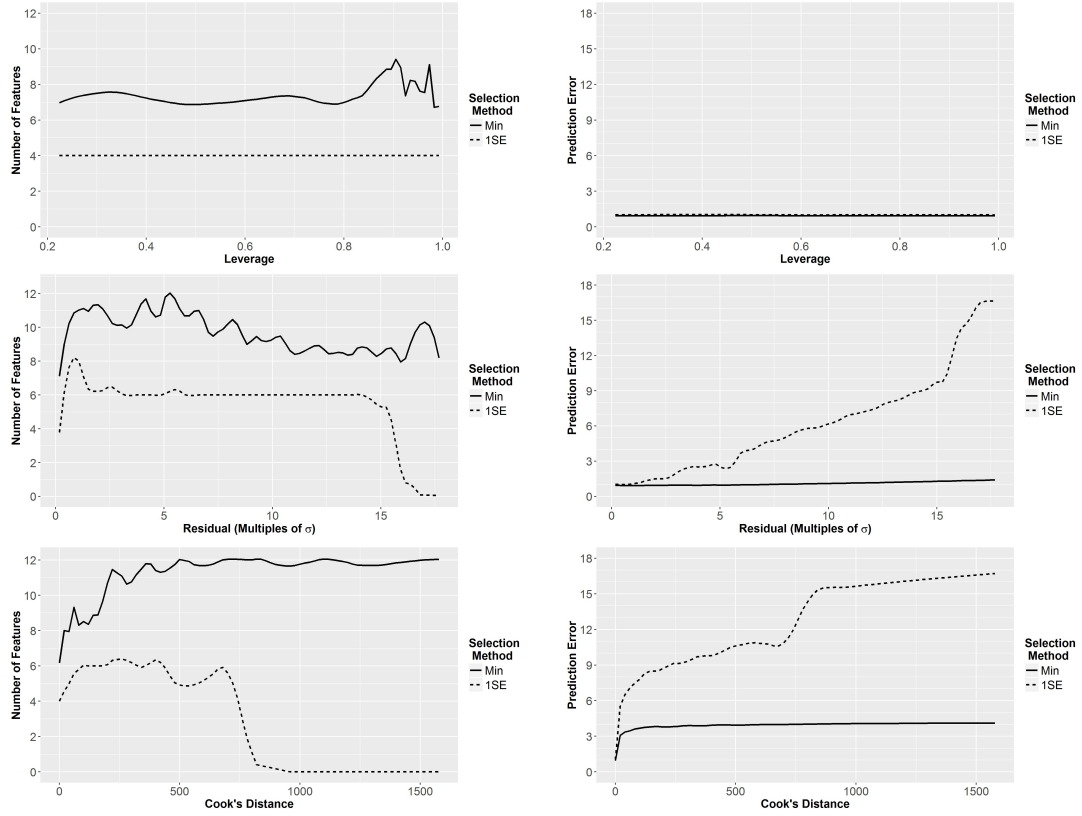 12
10
8
6
4
2
0
Number of Features
0.2 0.4 0.6 0.8 1.0
Leverage
Selection
Method
Min
1SE
18
15
12
9
6
3
0
Prediction Error
0.2 0.4 0.6 0.8 1.0
Leverage
Selection
Method
Min
1SE
12
10
8
6
4
2
0
Number of Features
0 5 10 15
Residual (Multiples of σ)
Selection
Method
Min
1SE
18
15
12
9
6
3
0
Prediction Error
0 5 10 15
Residual (Multiples of σ)
Selection
Method
Min
1SE
12
10
8
6
4
2
0
Number of Features
0 500 1000 1500
Cook's Distance
Selection
Method
Min
1SE
18
15
12
9
6
3
0
Prediction Error
0 500 1000 1500
Cook's Distance
Selection
Method
Min
1SE